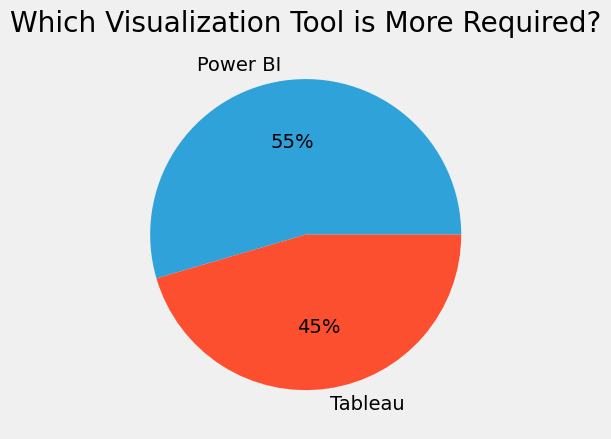 Which Visualization Tool is More Required?
Power BI
55%
45%
Tableau